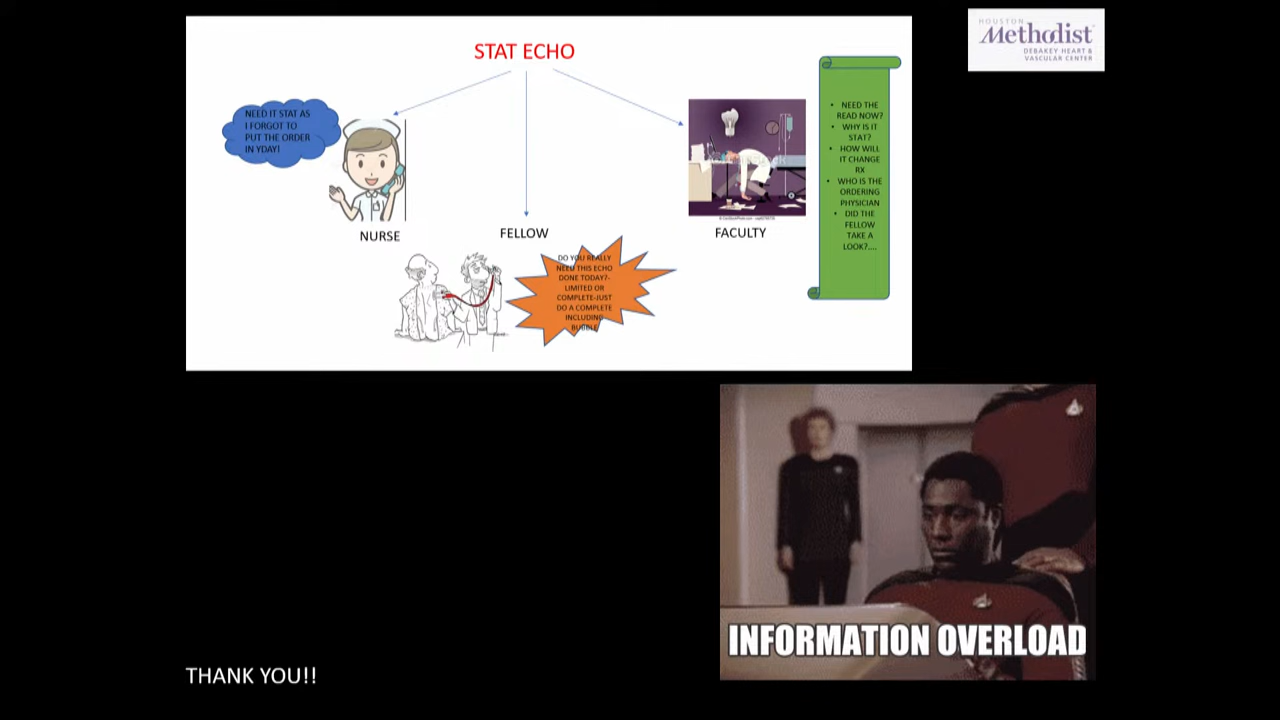 STAT ECHO
HOUSTON
Methodist
DEBAKEY HEART &
VASCULAR CENTER
NEED IT STAT AS
I FORGOT TO
PUT THE ORDER
IN YDAY!
NURSE
FELLOW
FACULTY
DO YOU REALLY
NEED THIS ECHO
DONE TODAY?-
LIMITED OR
COMPLETE-JUST
DO A COMPLETE
INCLUDING
BUBBLE
• NEED THE
READ NOW?
• WHY IS IT
STAT?
• HOW WILL
IT CHANGE
RX
• WHO IS THE
ORDERING
PHYSICIAN
• DID THE
FELLOW
TAKE A
LOOK?....
INFORMATION OVERLOAD
THANK YOU!!